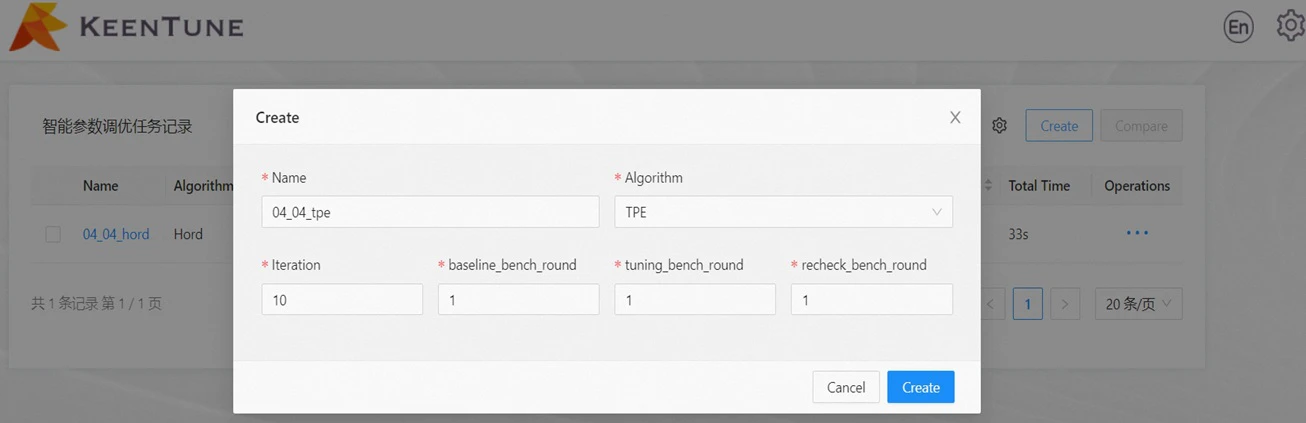 KEENTUNE
En
智能参数调优任务记录
Create
Compare
Name
Algorithm
Total Time
Operations
04_04_hord
Hord
33s
•••
共 1 条记录 第 1 / 1 页
1
20 条/页
Create
* Name
* Algorithm
04_04_tpe
TPE
* Iteration
* baseline_bench_round
* tuning_bench_round
* recheck_bench_round
10
1
1
1
Cancel
Create